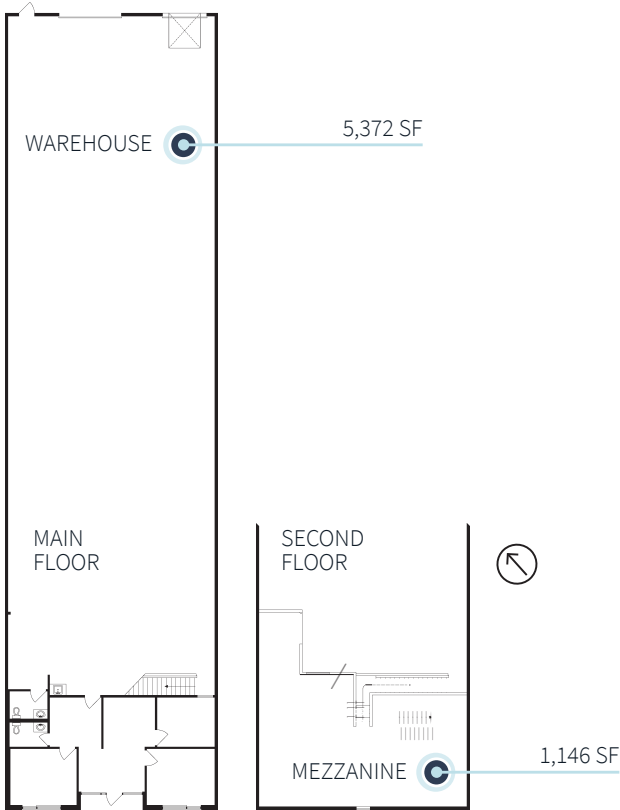 WAREHOUSE
5,372 SF
MAIN
FLOOR
SECOND
FLOOR
MEZZANINE
1,146 SF